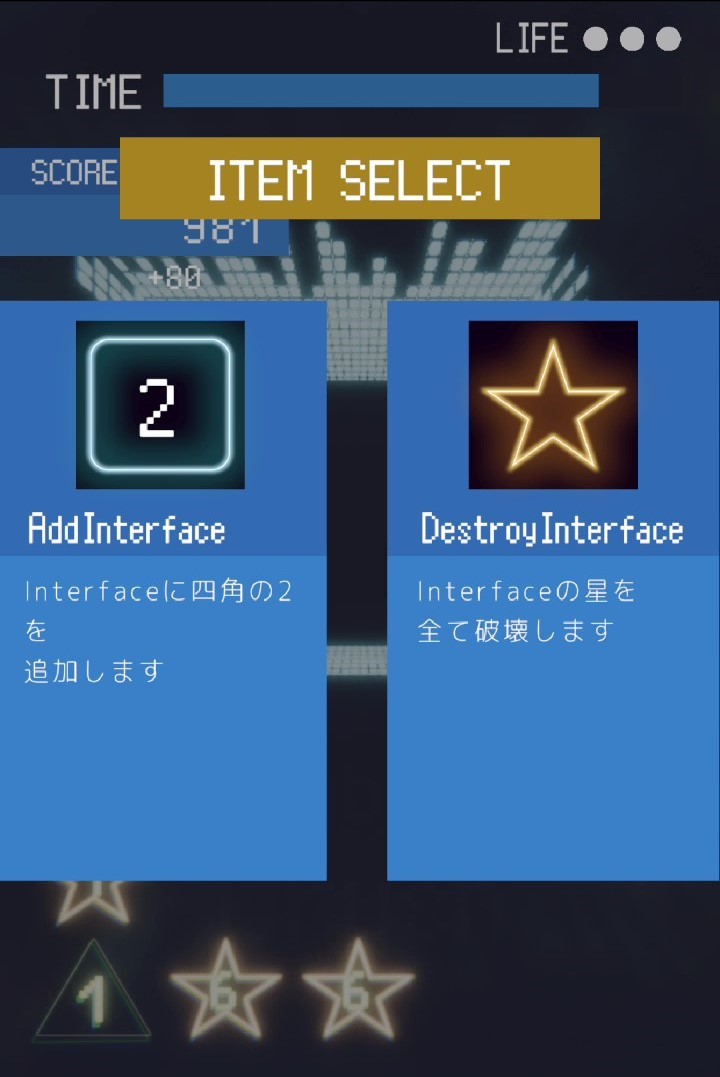 LIFE
TIME
SCORE
ITEM SELECT
981
+80
2
AddInterface
Interfaceに四角の2
を
追加します
DestroyInterface
Interfaceの星を
全て破壊します
1
6
6